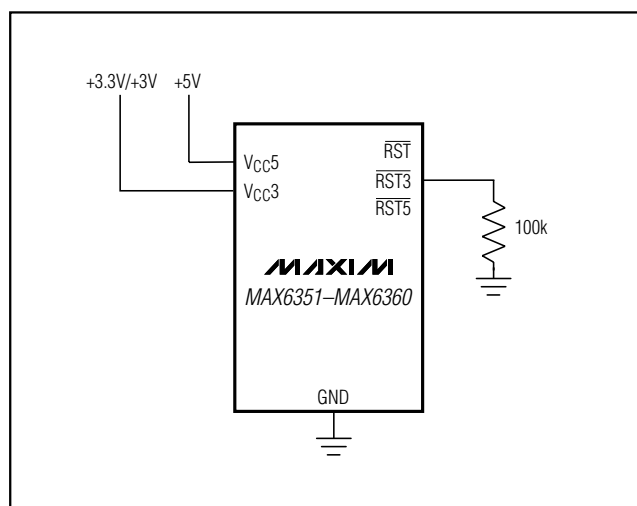 +3.3V/+3V
+5V
VCC5
VCC3
RST
RST3
RST5
100k
MAXIM
MAX6351–MAX6360
GND